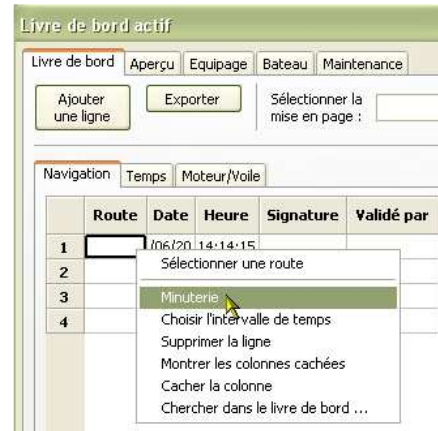 Livre de bord actif
Livre de bord Aperçu Equipage Bateau Maintenance
Ajouter une ligne
Exporter
Sélectionner la mise en page :
Navigation Temps Moteur/Voile
Route Date Heure Signature Validé par
1 /06/20 14:14:15
2
3
4
Sélectionner une route
Minuterie
Choisir l'intervalle de temps
Supprimer la ligne
Montrer les colonnes cachées
Cacher la colonne
Chercher dans le livre de bord ...